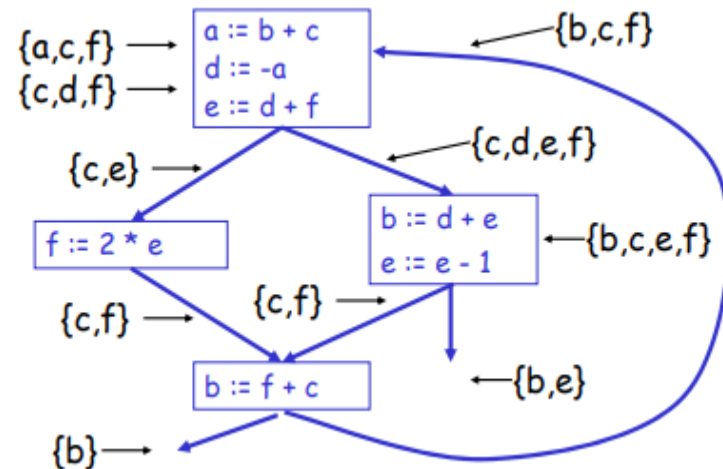 {a,c,f}
a := b + c
{b,c,f}
{c,d,f}
d := -a
e := d + f
{c,e}
{c,d,e,f}
f := 2 * e
b := d + e
e := e - 1
{b,c,e,f}
{c,f}
{c,f}
b := f + c
{b,e}
{b}